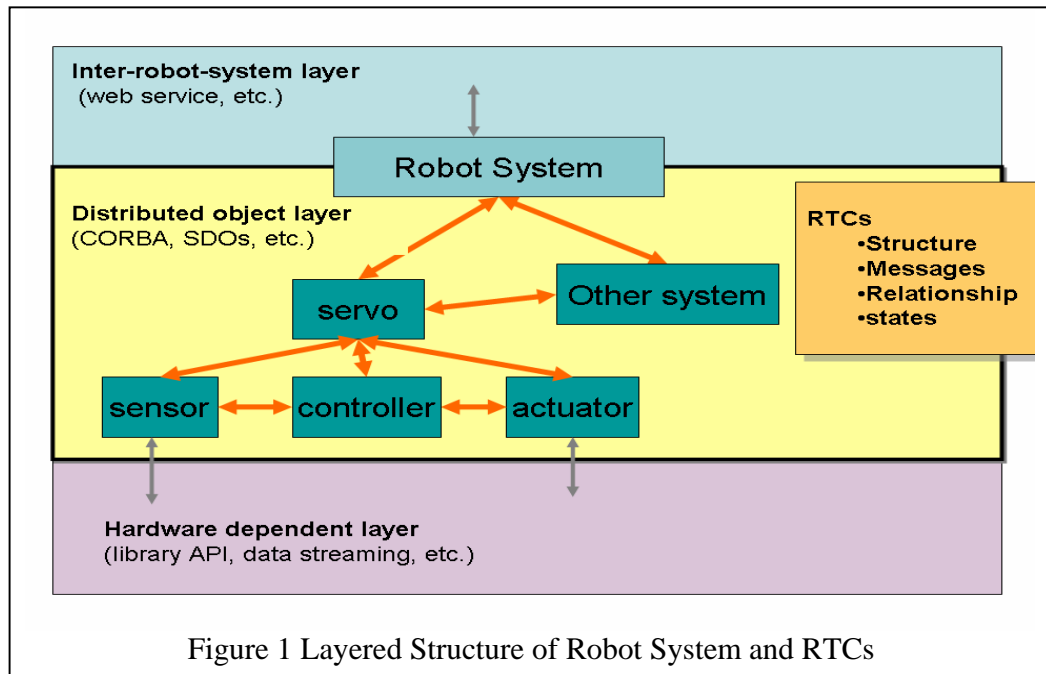 Inter-robot-system layer
(web service, etc.)
Robot System
Distributed object layer
(CORBA, SDOs, etc.)
RTCs
•Structure
•Messages
•Relationship
•states
servo
Other system
sensor
controller
actuator
Hardware dependent layer
(library API, data streaming, etc.)
Figure 1 Layered Structure of Robot System and RTCs